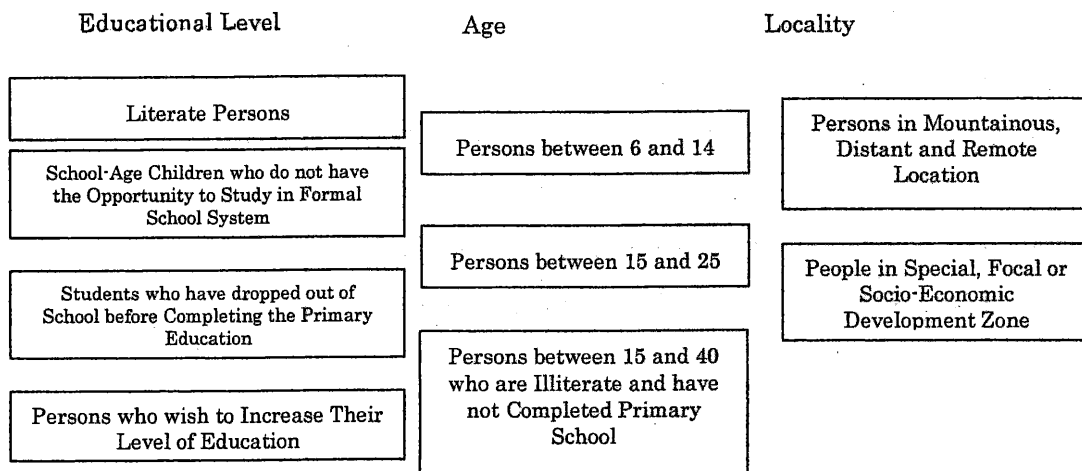 Educational Level
Age
Locality
Literate Persons
School-Age Children who do not have
the Opportunity to Study in Formal
School System
Students who have dropped out of
School before Completing the Primary
Education
Persons who wish to Increase Their
Level of Education
Persons between 6 and 14
Persons between 15 and 25
Persons between 15 and 40
who are Illiterate and have
not Completed Primary
School
Persons in Mountainous,
Distant and Remote
Location
People in Special, Focal or
Socio-Economic
Development Zone